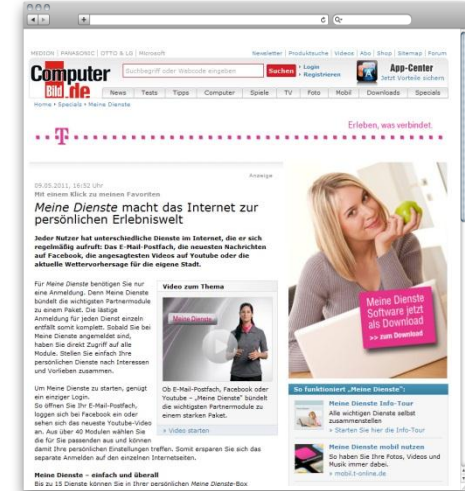 MEDION | PANASONIC | OTTO & LG | Microsoft
Newsletter | Produktsuche | Videos | Abo | Shop | Sitemap | Forum
Computer
Bild.de
Suchbegriff oder Webcode eingeben
Suchen
› Login
› Registrieren
App-Center
Jetzt Vorteile sichern
News Tests Tipps Computer Spiele TV Foto Mobil Downloads Specials
Home › Specials › Meine Dienste
Erleben, was verbindet.
T
Anzeige
09.05.2011, 16:32 Uhr
Mit einem Klick zu meinen Favoriten
Meine Dienste macht das Internet zur
persönlichen Erlebniswelt
Jeder Nutzer hat unterschiedliche Dienste im Internet, die er sich
regelmäßig aufruft: Das E-Mail-Postfach, die neuesten Nachrichten
auf Facebook, die angesagtesten Videos auf Youtube oder die
aktuelle Wettervorhersage für die eigene Stadt.
Für Meine Dienste benötigen Sie nur
eine Anmeldung. Denn Meine Dienste
bündelt die wichtigsten Partnermodule
zu einem Paket. Die lästige
Anmeldung für jeden Dienst einzeln
entfällt somit komplett. Sobald Sie bei
Meine Dienste angemeldet sind,
haben Sie direkt Zugriff auf alle
Module. Stellen Sie einfach Ihre
persönlichen Dienste nach Interessen
und Vorlieben zusammen.
Um Meine Dienste zu starten, genügt
ein einziger Login.
So öffnen Sie Ihr E-Mail-Postfach,
loggen sich bei Facebook ein oder
sehen sich das neueste Youtube-Video
an. Aus über 40 Modulen wählen Sie
die für Sie passenden aus und können
damit Ihre persönlichen Einstellungen treffen. Somit ersparen Sie sich das
separate Anmelden auf den einzelnen Internetseiten.
Meine Dienste – einfach und überall
Bis zu 15 Dienste können Sie in Ihrer persönlichen Meine Dienste-Box
Video zum Thema
Meine Dienste
Ob E-Mail-Postfach, Facebook oder
Youtube – „Meine Dienste“ bündelt
die wichtigsten Partnermodule zu
einem starken Paket.
› Video starten
Meine Dienste
Software jetzt
als Download
>> zum Download
So funktioniert „Meine Dienste“:
Meine Dienste Info-Tour
Alle wichtigen Dienste selbst
zusammenstellen
› Starten Sie hier die Info-Tour
Meine Dienste mobil nutzen
So haben Sie Ihre Fotos, Videos und
Musik immer dabei.
› mobil.t-online.de